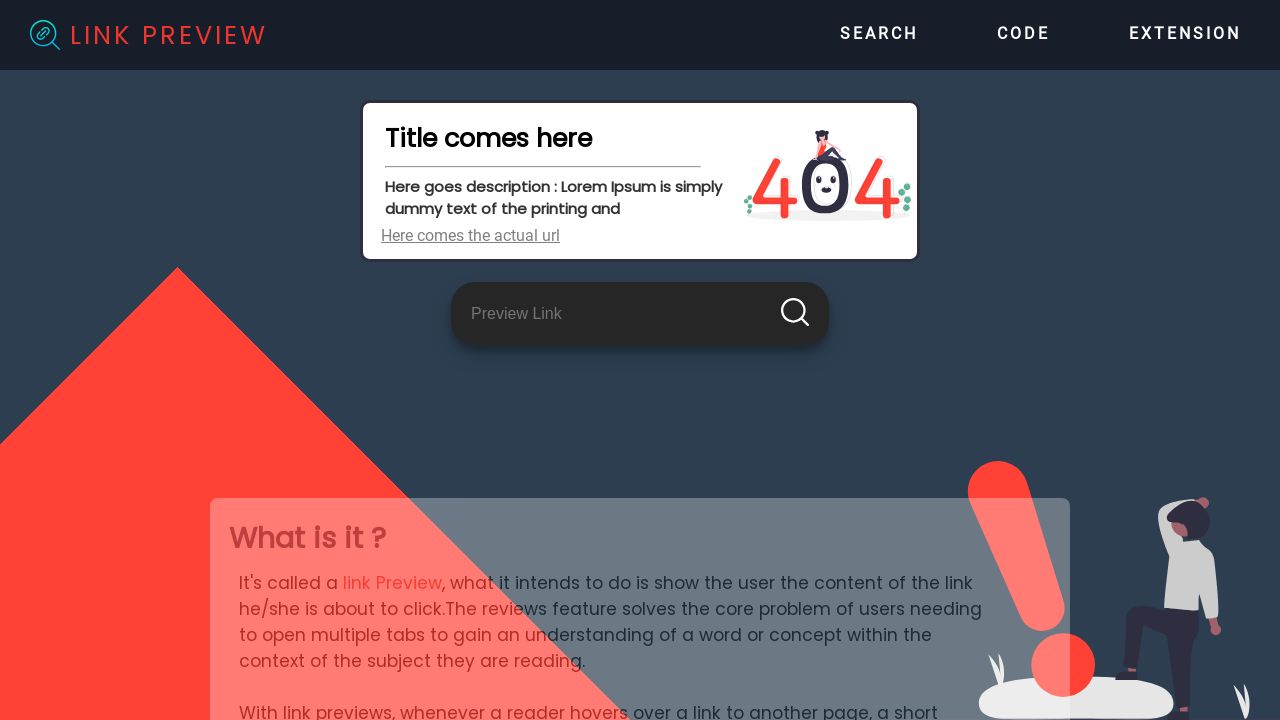 LINK PREVIEW
SEARCH CODE EXTENSION
Title comes here
Here goes description : Lorem Ipsum is simply
dummy text of the printing and
Here comes the actual url
404
Preview Link
What is it ?
It's called a link Preview, what it intends to do is show the user the content of the link
he/she is about to click.The reviews feature solves the core problem of users needing
to open multiple tabs to gain an understanding of a word or concept within the
context of the subject they are reading.
With link previews, whenever a reader hovers over a link to another page, a short